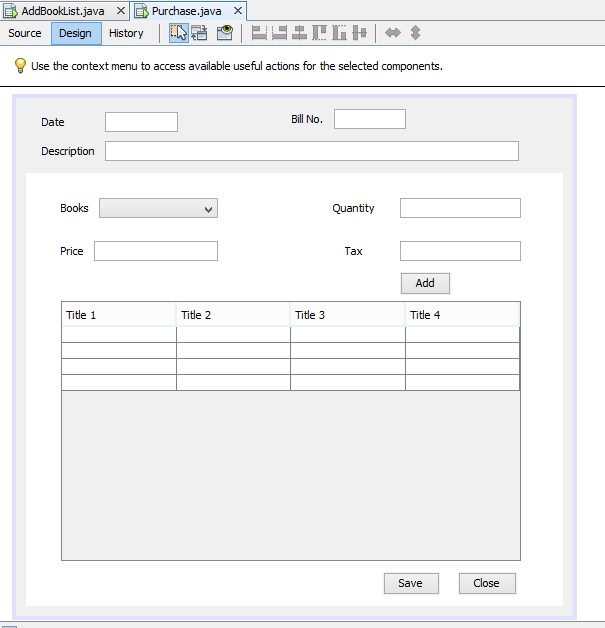 AddBookList.java Purchase.java
Source Design History
Use the context menu to access available useful actions for the selected components.
Date Bill No.
Description
Books Quantity
Price Tax
Add
Title 1 Title 2 Title 3 Title 4
Save Close